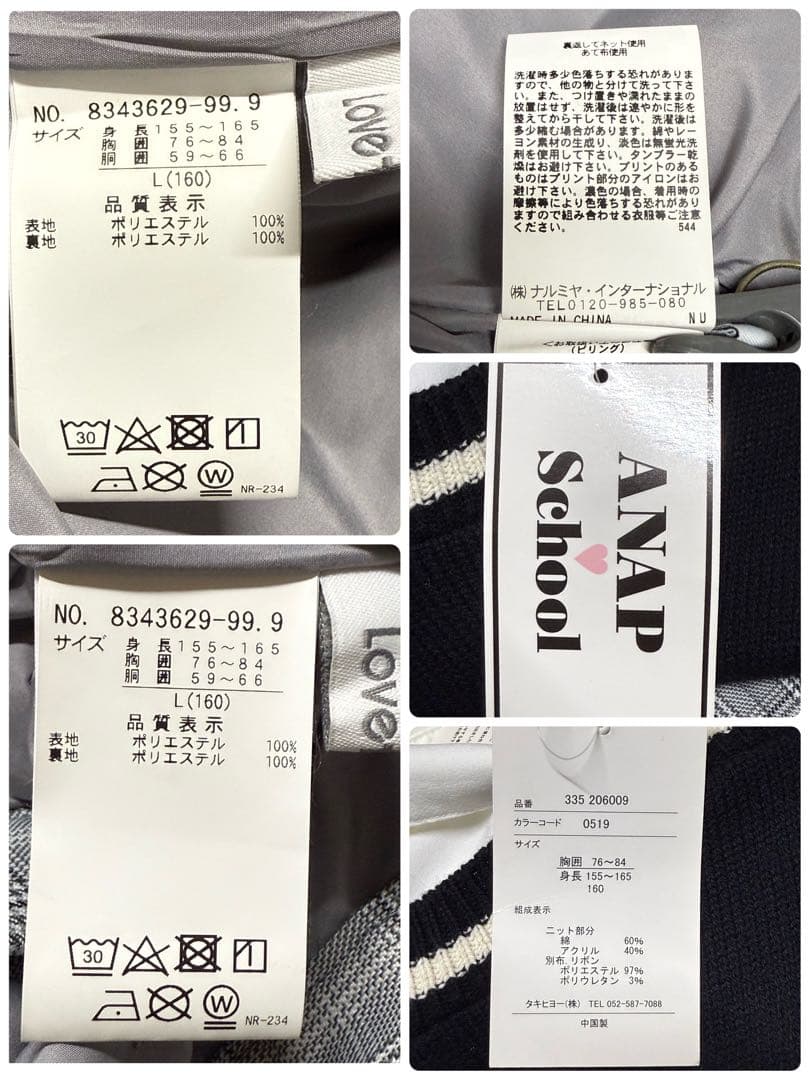 NO. 8343629-99.9
サイズ 身長155～165
胸囲 76～84
胴囲 59～66
L(160)
品質表示
表地 ポリエステル 100%
裏地 ポリエステル 100%
30
W
NR-234
Love
裏返してネット使用
あて布使用
洗濯時多少色落ちする恐れがありま
すので、他の物と分けて洗って下さ
い。また、つけ置きや濡れたままの
放置はせず、洗濯後は速やかに形を
整えてから干して下さい。洗濯後は
多少縮む場合があります。綿やレー
ヨン素材の生成り、淡色は無蛍光洗
剤を使用して下さい。タンブラー乾
燥はお避け下さい。プリントのある
ものはプリント部分のアイロンはお
避け下さい。濃色の場合、着用時の
摩擦等により色落ちする恐れがあり
ますので組み合わせる衣服等ご注意
ください。 544
(株)ナルミヤ・インターナショナル
TEL0120-985-080
MADE IN CHINA NU
(ピリング)
ANAP
School
NO. 8343629-99.9
サイズ 身長155～165
胸囲 76～84
胴囲 59～66
L(160)
品質表示
表地 ポリエステル 100%
裏地 ポリエステル 100%
30
W
NR-234
Love
品番 335 206009
カラーコード 0519
サイズ
胸囲 76～84
身長 155～165
160
組成表示
ニット部分
綿 60%
アクリル 40%
別布.リボン
ポリエステル 97%
ポリウレタン 3%
タキヒヨー(株) TEL 052-587-7088
中国製